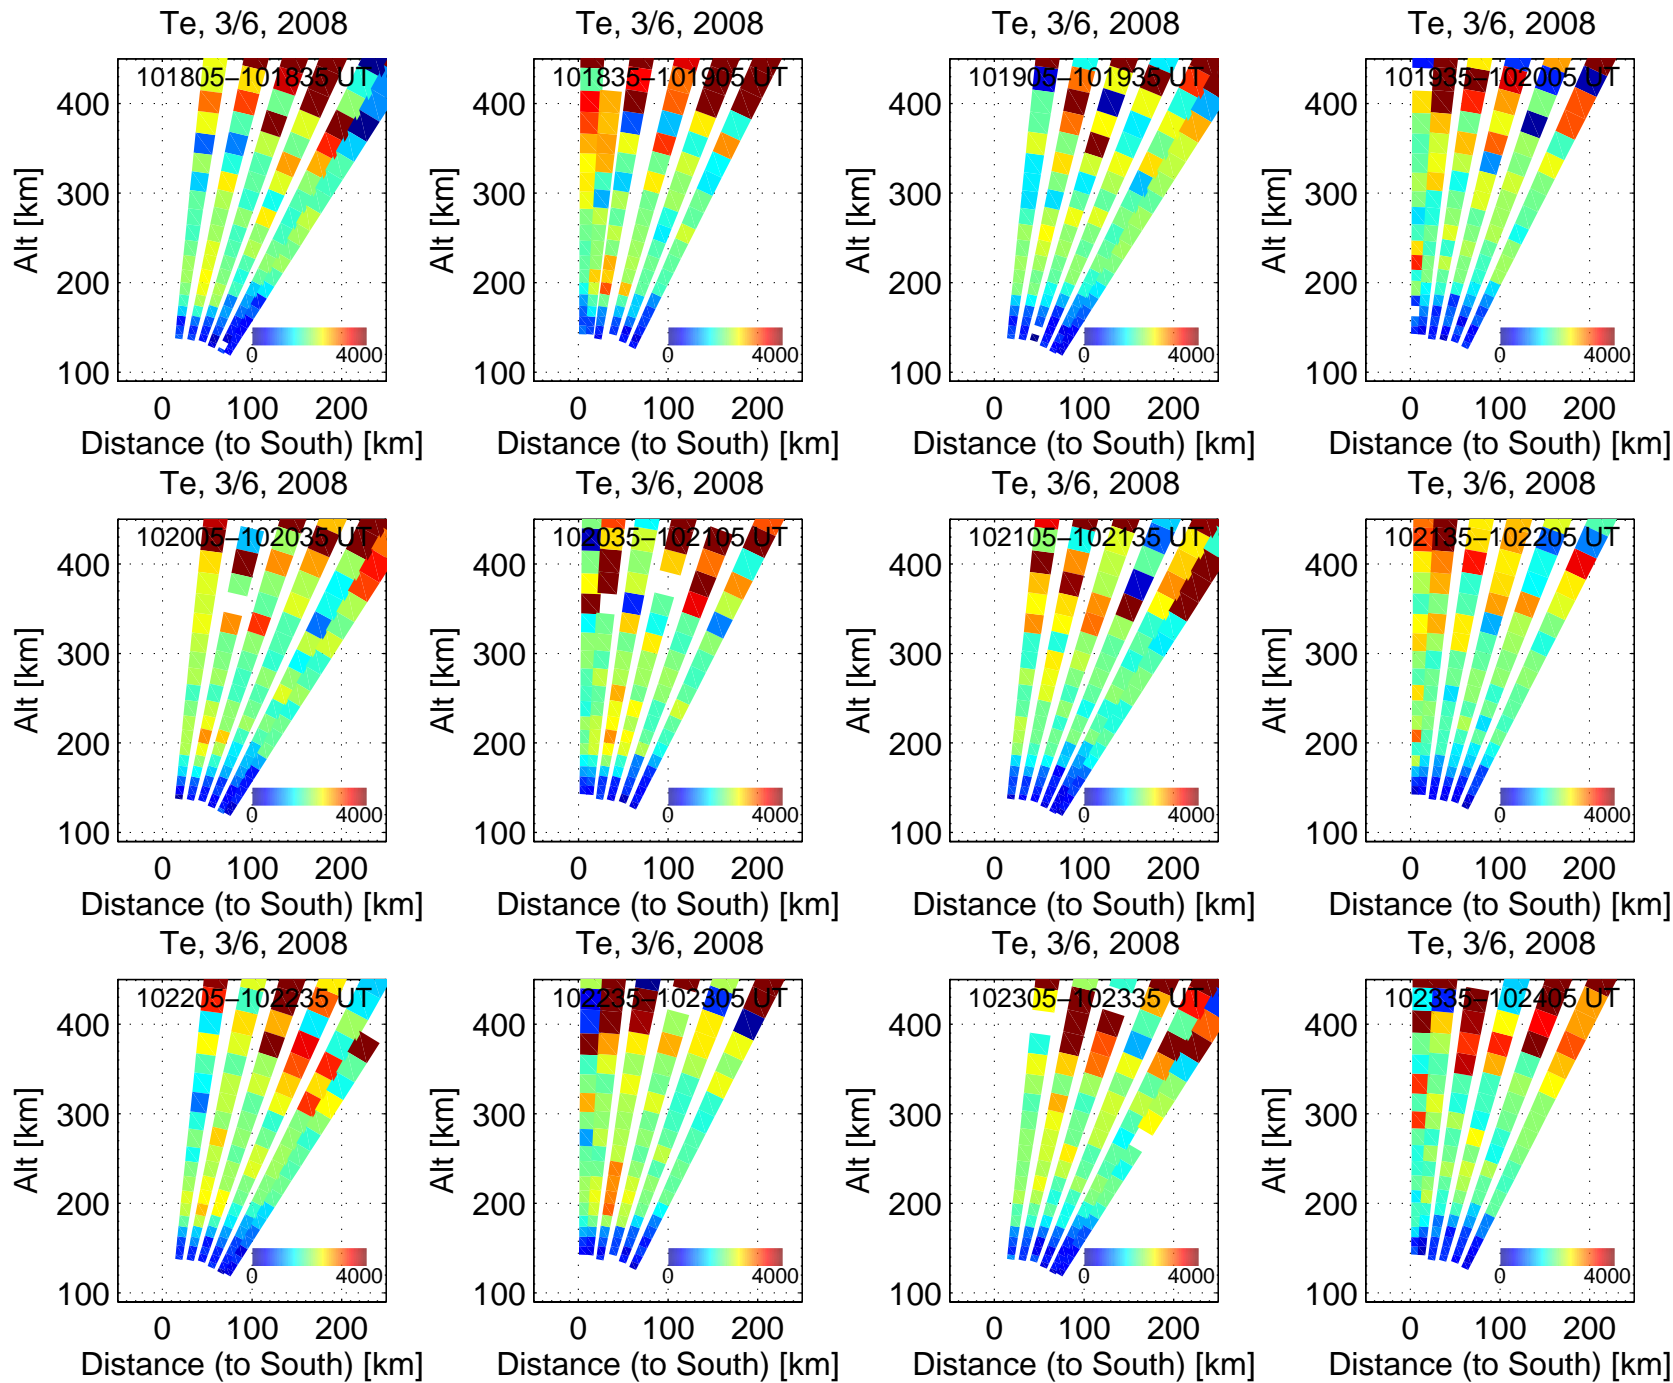 Te, 3/6, 2008 Te, 3/6, 2008 Te, 3/6, 2008 Te, 3/6, 2008
101805–101835 UT 101835–101905 UT 101905–101935 UT 101935–102005 UT
400 400 400 400
300 300 300 300
Alt [km] Alt [km] Alt [km] Alt [km]
200 200 200 200
0 4000 0 4000 0 4000 0 4000
100 100 100 100
0 100 200 0 100 200 0 100 200 0 100 200
Distance (to South) [km] Distance (to South) [km] Distance (to South) [km] Distance (to South) [km]
Te, 3/6, 2008 Te, 3/6, 2008 Te, 3/6, 2008 Te, 3/6, 2008
102005–102035 UT 102035–102105 UT 102105–102135 UT 102135–102205 UT
400 400 400 400
300 300 300 300
Alt [km] Alt [km] Alt [km] Alt [km]
200 200 200 200
0 4000 0 4000 0 4000 0 4000
100 100 100 100
0 100 200 0 100 200 0 100 200 0 100 200
Distance (to South) [km] Distance (to South) [km] Distance (to South) [km] Distance (to South) [km]
Te, 3/6, 2008 Te, 3/6, 2008 Te, 3/6, 2008 Te, 3/6, 2008
102205–102235 UT 102235–102305 UT 102305–102335 UT 102335–102405 UT
400 400 400 400
300 300 300 300
Alt [km] Alt [km] Alt [km] Alt [km]
200 200 200 200
0 4000 0 4000 0 4000 0 4000
100 100 100 100
0 100 200 0 100 200 0 100 200 0 100 200
Distance (to South) [km] Distance (to South) [km] Distance (to South) [km] Distance (to South) [km]